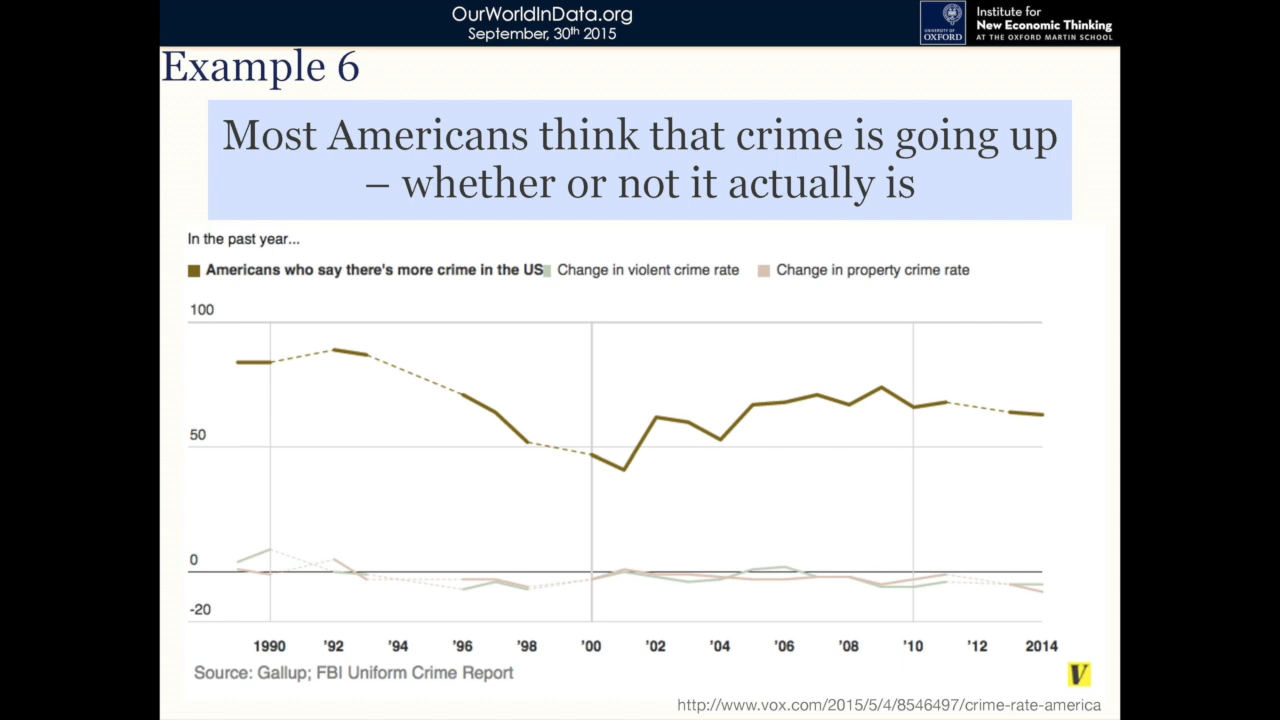 OurWorldInData.org
September, 30th 2015
UNIVERSITY OF
OXFORD
Institute for
New Economic Thinking
AT THE OXFORD MARTIN SCHOOL
Example 6
Most Americans think that crime is going up
– whether or not it actually is
In the past year...
Americans who say there's more crime in the US
Change in violent crime rate
Change in property crime rate
100
50
0
-20
1990 '92 '94 '96 '98 '00 '02 '04 '06 '08 '10 '12 2014
Source: Gallup; FBI Uniform Crime Report
V
http://www.vox.com/2015/5/4/8546497/crime-rate-america